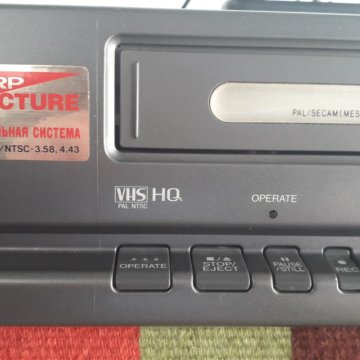 RP
CTURE
ЛЬНАЯ СИСТЕМА
/NTSC-3.58, 4.43
PAL/SECAM(MES
VHS HQ
PAL NTSC
OPERATE
OPERATE
■/▲
STOP/
EJECT
PAUSE
/STILL
REC